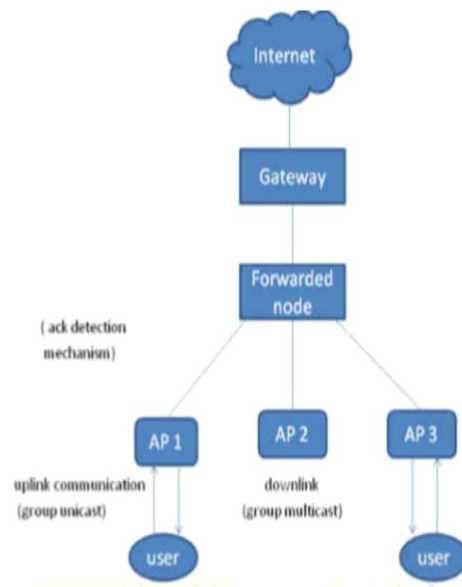 Internet
Gateway
Forwarded
node
( ack detection
mechanism)
AP 1
AP 2
AP 3
uplink communication
(group unicast)
downlink
(group multicast)
user
user